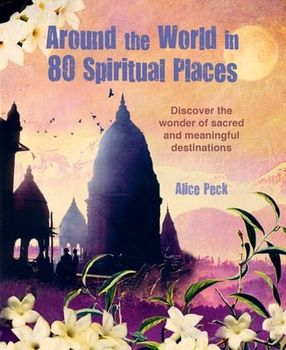 Around the World in
80 Spiritual Places
Discover the
wonder of sacred
and meaningful
destinations
Alice Peck